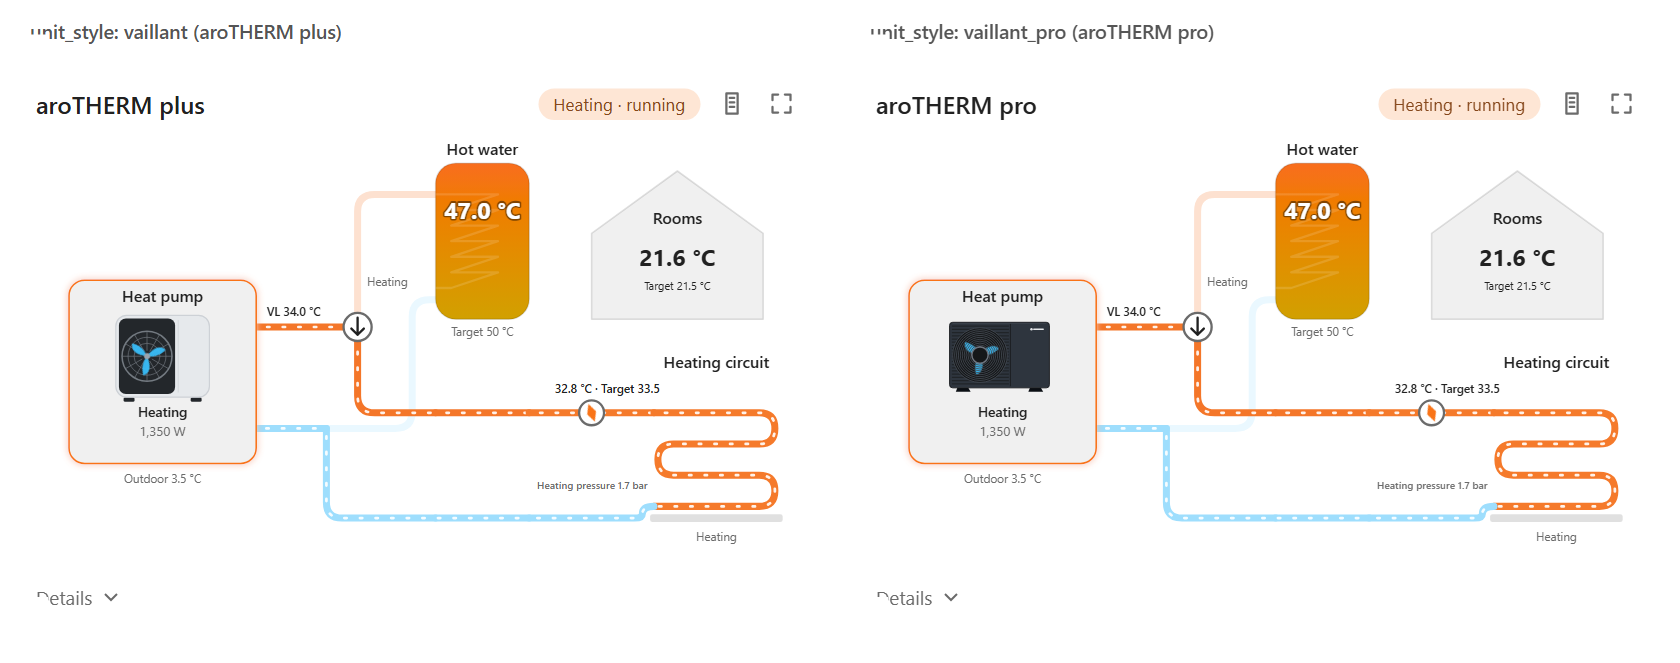 unit_style: vaillant (aroTHERM plus)
aroTHERM plus
Heating · running
Hot water
47.0 °C
Rooms
21.6 °C
Target 21.5 °C
Heating
Heat pump
VL 34.0 °C
Target 50 °C
Heating circuit
32.8 °C · Target 33.5
Heating
1,350 W
Outdoor 3.5 °C
Heating pressure 1.7 bar
Heating
Details
unit_style: vaillant_pro (aroTHERM pro)
aroTHERM pro
Heating · running
Hot water
47.0 °C
Rooms
21.6 °C
Target 21.5 °C
Heating
Heat pump
VL 34.0 °C
Target 50 °C
Heating circuit
32.8 °C · Target 33.5
Heating
1,350 W
Outdoor 3.5 °C
Heating pressure 1.7 bar
Heating
Details